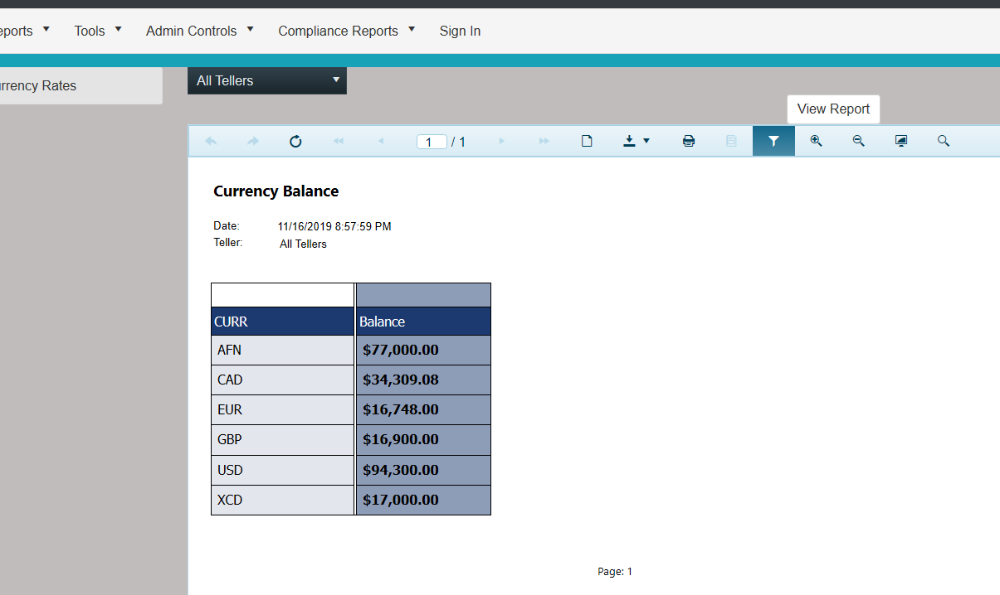 eports Tools Admin Controls Compliance Reports Sign In
rrency Rates
All Tellers
View Report
1 / 1
Currency Balance
Date: 11/16/2019 8:57:59 PM
Teller: All Tellers
CURR Balance
AFN $77,000.00
CAD $34,309.08
EUR $16,748.00
GBP $16,900.00
USD $94,300.00
XCD $17,000.00
Page: 1